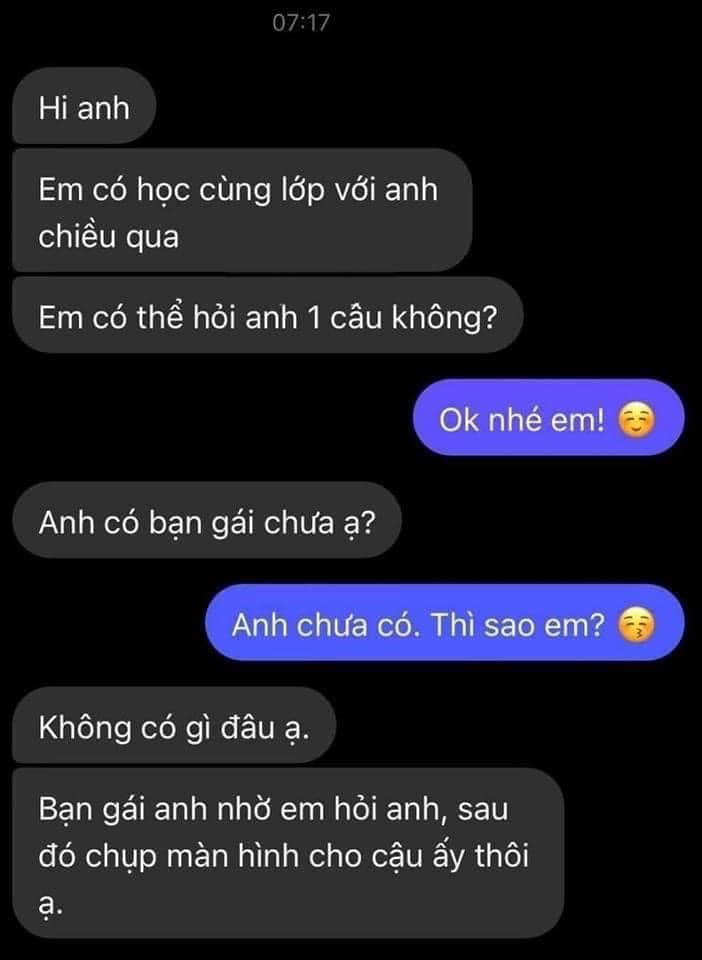 07:17
Hi anh
Em có học cùng lớp với anh
chiều qua
Em có thể hỏi anh 1 câu không?
Ok nhé em! ☺️
Anh có bạn gái chưa ạ?
Anh chưa có. Thì sao em? 😚
Không có gì đâu ạ.
Bạn gái anh nhờ em hỏi anh, sau
đó chụp màn hình cho cậu ấy thôi
ạ.